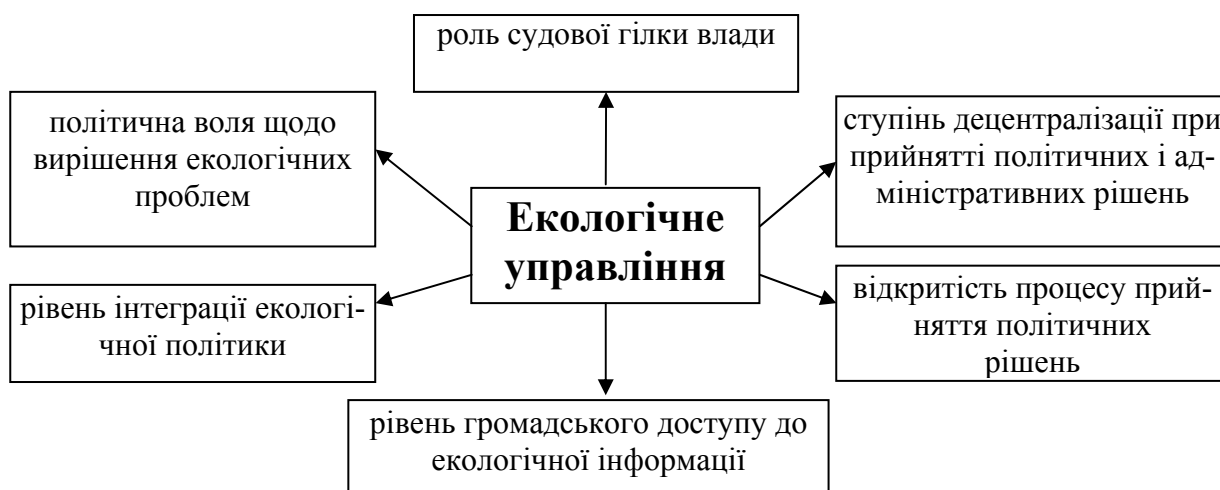 роль судової гілки влади
політична воля щодо
вирішення екологічних
проблем
ступінь децентралізації при
прийнятті політичних і ад-
міністративних рішень
Екологічне
управління
рівень інтеграції екологі-
чної політики
відкритість процесу прий-
няття політичних
рішень
рівень громадського доступу до
екологічної інформації